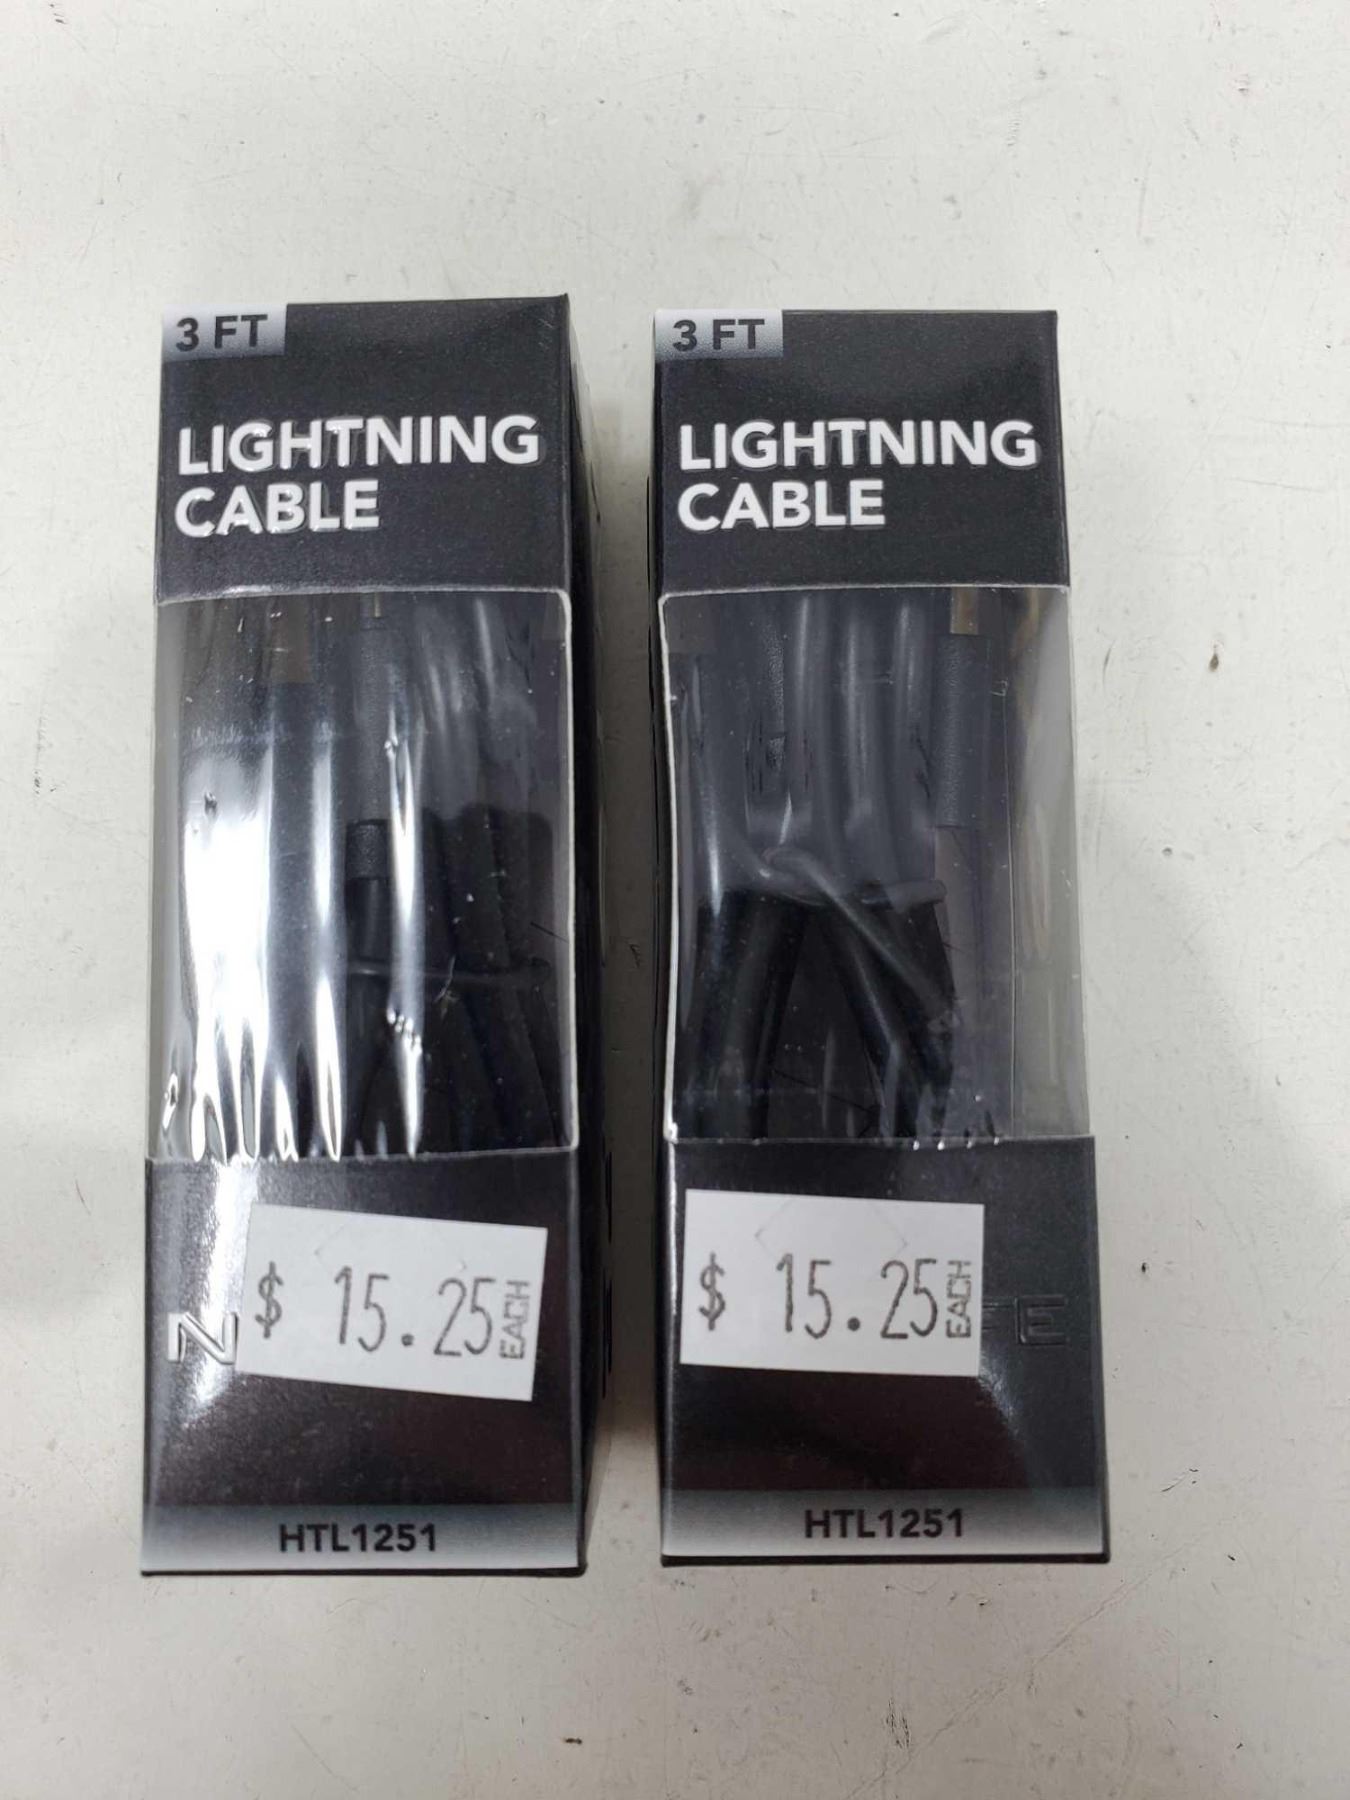 3 FT
LIGHTNING
CABLE
$ 15.25 EACH
HTL1251
3 FT
LIGHTNING
CABLE
$ 15.25 EACH
HTL1251